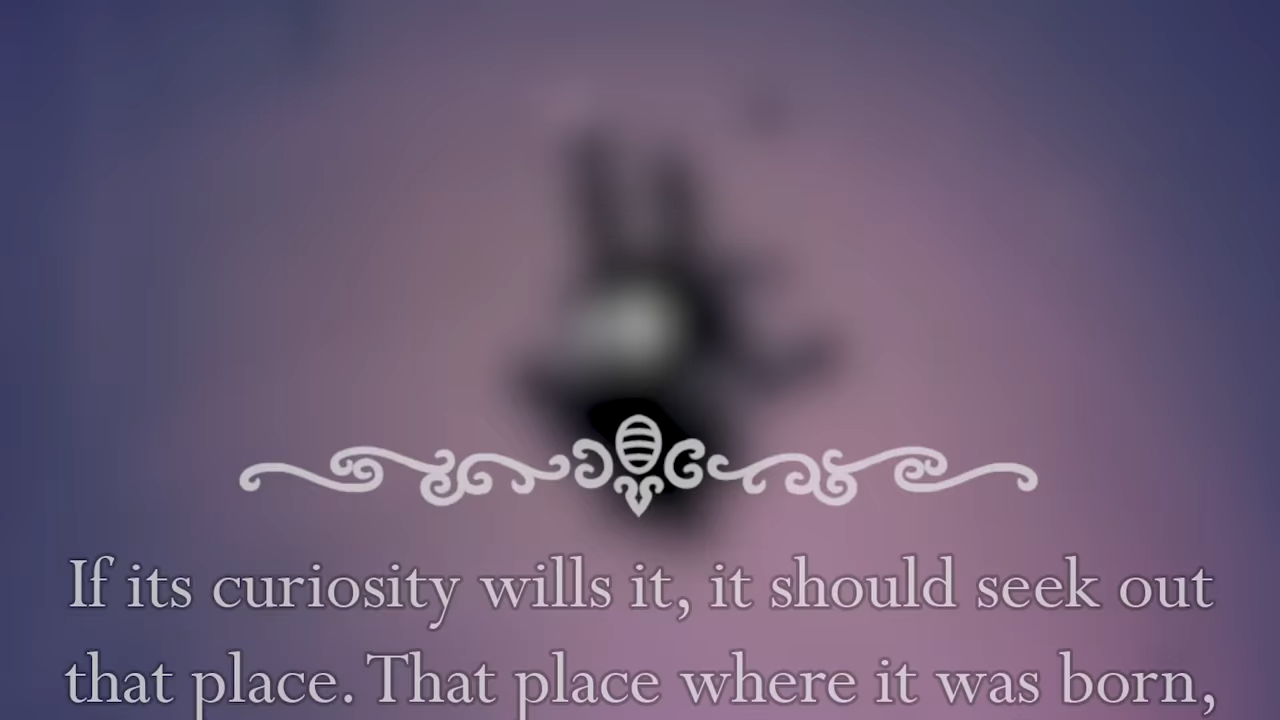 If its curiosity wills it, it should seek out
that place. That place where it was born,